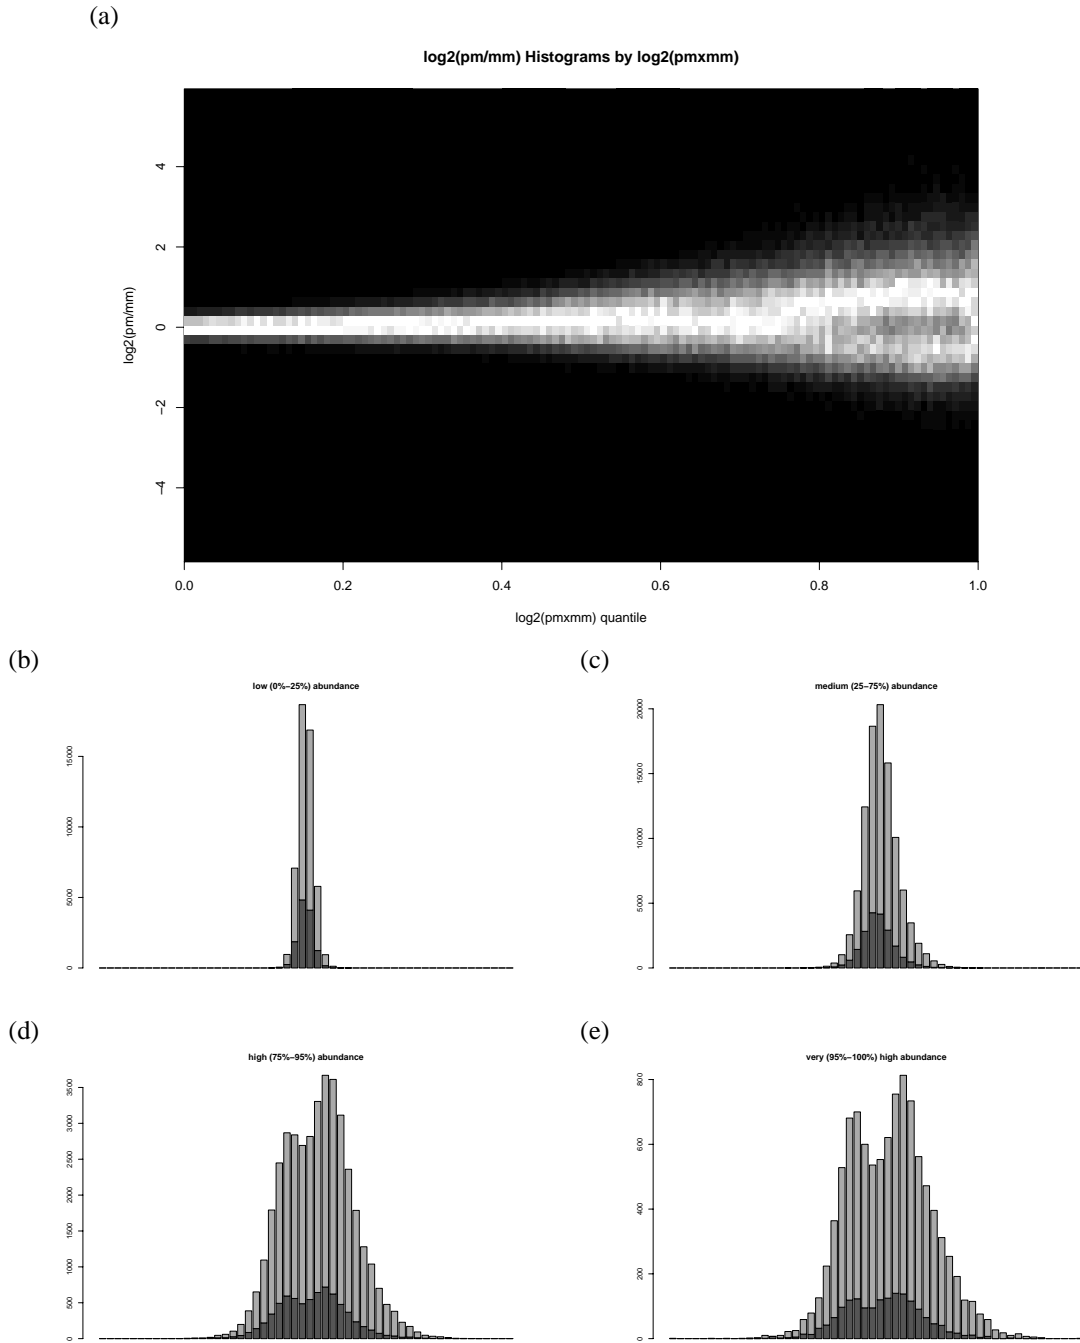 (a)
log2(pm/mm) Histograms by log2(pmxmm)
log2(pm/mm)
4
2
0
−2
−4
0.0 0.2 0.4 0.6 0.8 1.0
log2(pmxmm) quantile
(b)
low (0%−25%) abundance
15000
10000
5000
0
(c)
medium (25−75%) abundance
20000
15000
10000
5000
0
(d)
high (75%−95%) abundance
3500
3000
2500
2000
1500
1000
500
0
(e)
very (95%−100%) high abundance
800
600
400
200
0